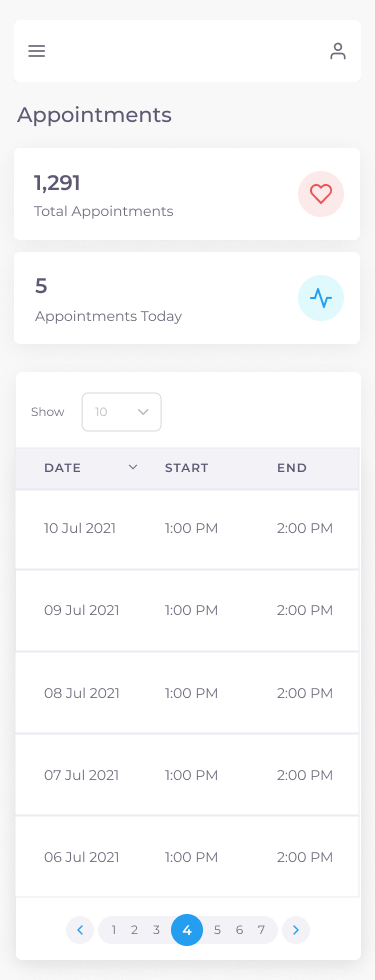 Appointments
1,291
Total Appointments
5
Appointments Today
Show 10
DATE START END
10 Jul 2021 1:00 PM 2:00 PM
09 Jul 2021 1:00 PM 2:00 PM
08 Jul 2021 1:00 PM 2:00 PM
07 Jul 2021 1:00 PM 2:00 PM
06 Jul 2021 1:00 PM 2:00 PM
1 2 3 4 5 6 7